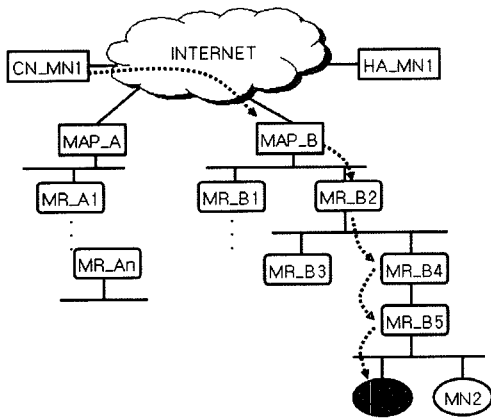 INTERNET
CN_MN1
HA_MN1
MAP_A
MAP_B
MR_A1
MR_B1
MR_B2
MR_An
MR_B3
MR_B4
MR_B5
MN2